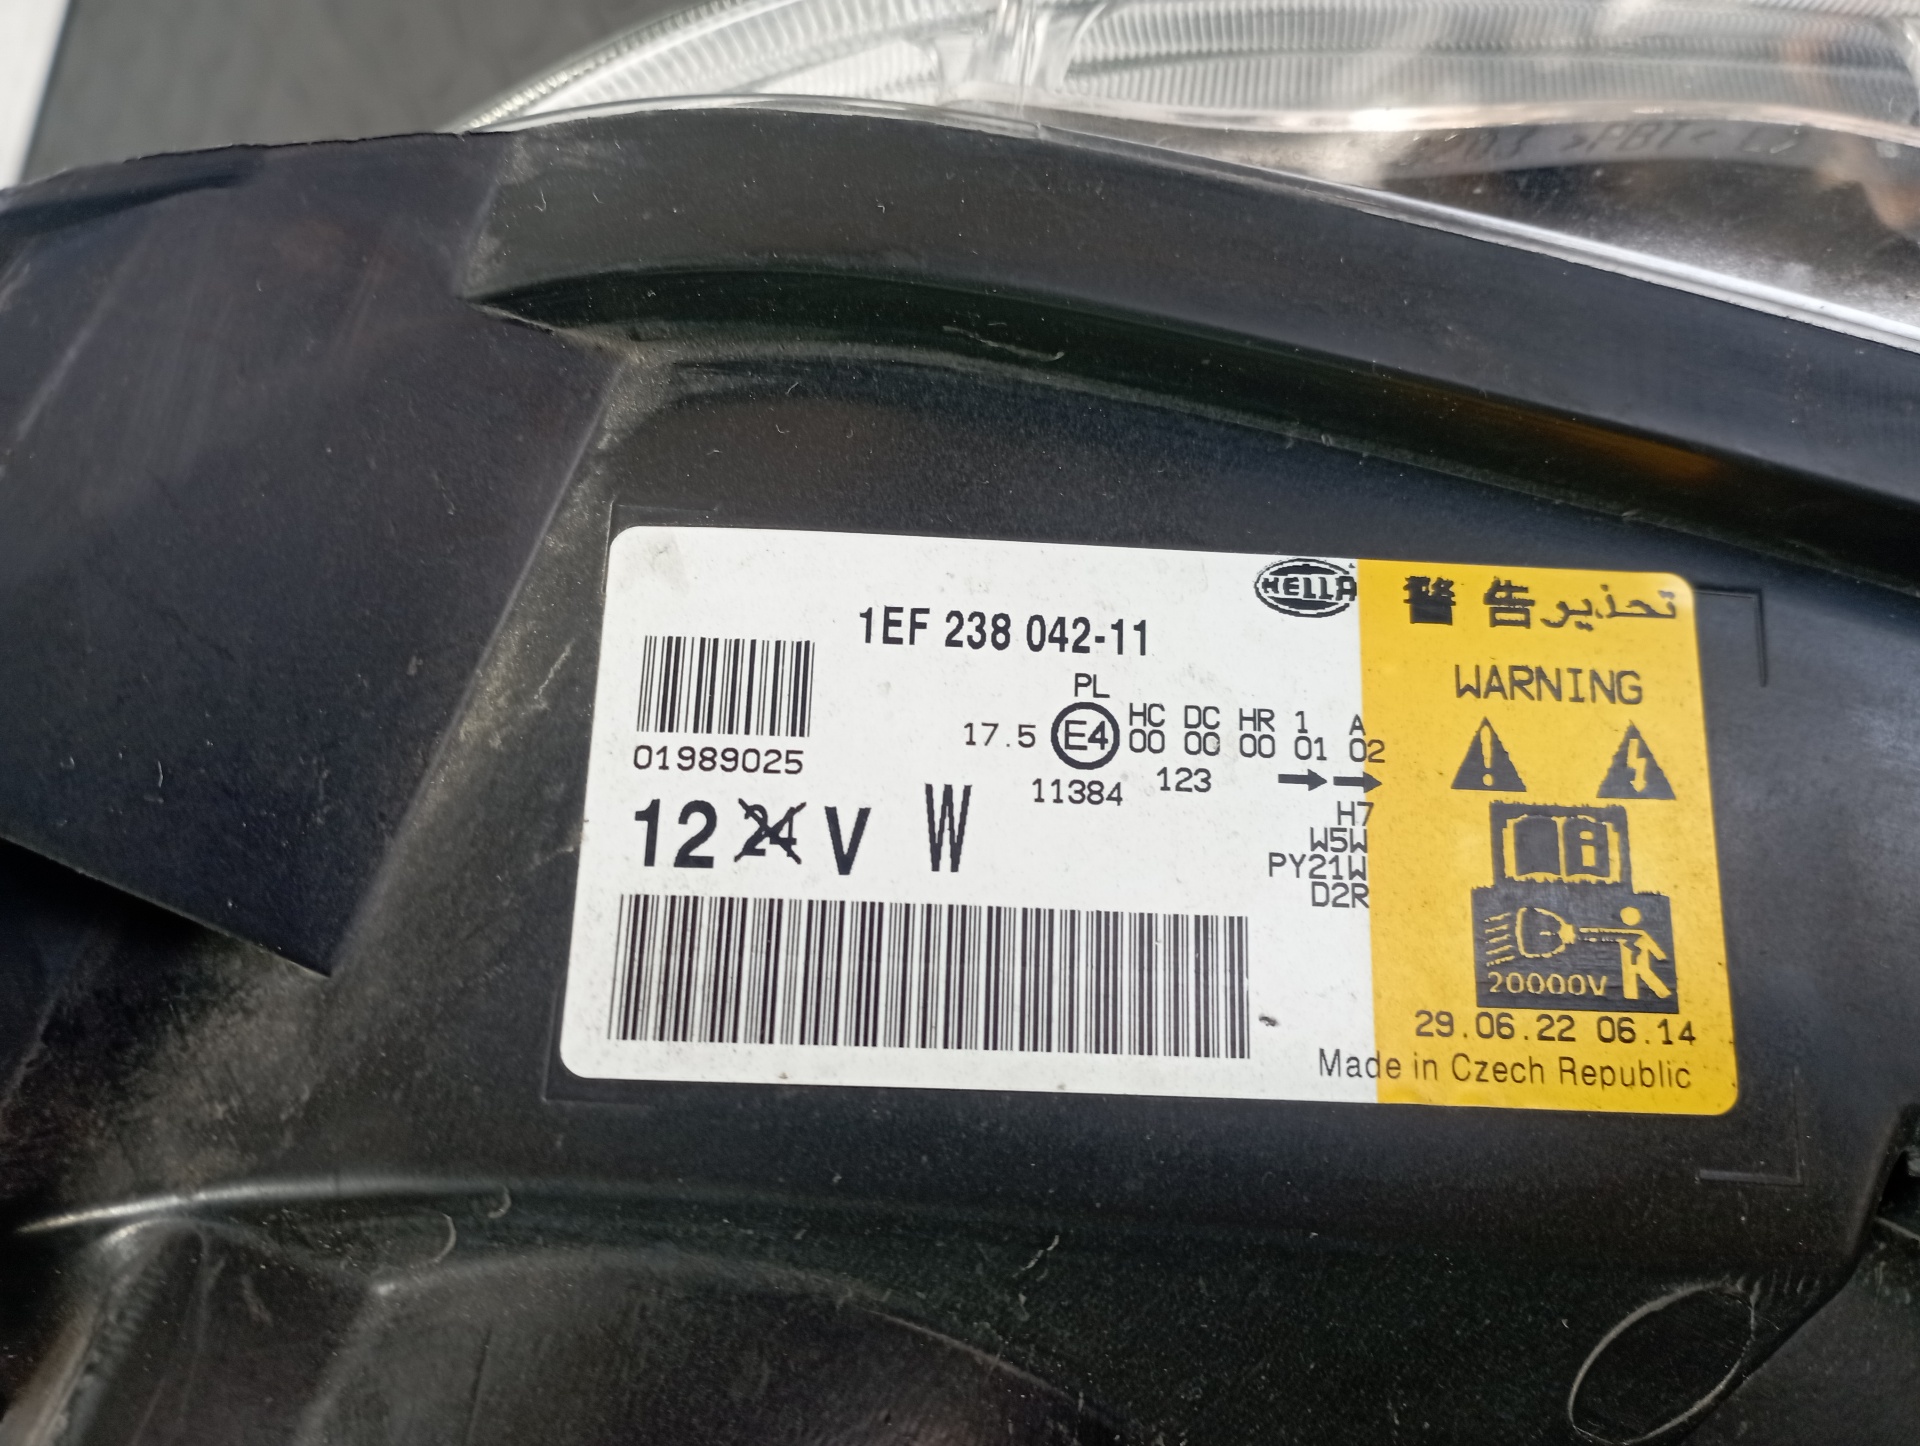 >PBT<
HELLA
警告 تحذير
1EF 238 042-11
WARNING
PL
17.5 E4 HC DC HR 1 A
00 00 00 01 02
11384 123
01989025
12 24 V W
H7
W5W
PY21W
D2R
20000V
29.06.22 06.14
Made in Czech Republic